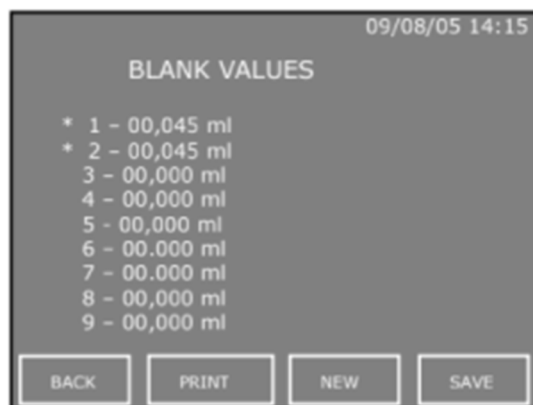 09/08/05 14:15
BLANK VALUES
* 1 – 00,045 ml
* 2 – 00,045 ml
3 – 00,000 ml
4 – 00,000 ml
5 - 00,000 ml
6 – 00.000 ml
7 – 00.000 ml
8 – 00,000 ml
9 – 00,000 ml
BACK PRINT NEW SAVE